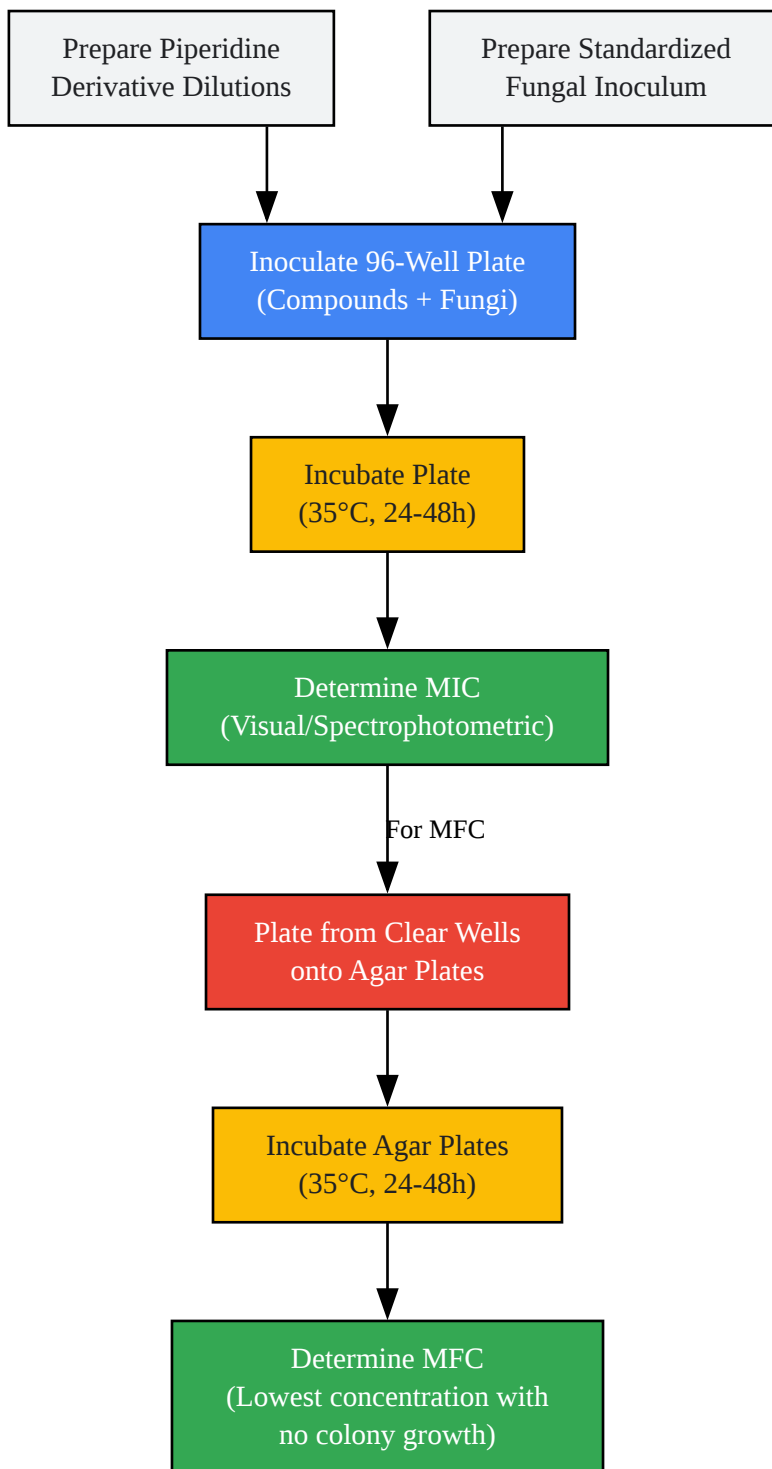 Prepare Piperidine
Derivative Dilutions
Prepare Standardized
Fungal Inoculum
Inoculate 96-Well Plate
(Compounds + Fungi)
Incubate Plate
(35°C, 24-48h)
Determine MIC
(Visual/Spectrophotometric)
For MFC
Plate from Clear Wells
onto Agar Plates
Incubate Agar Plates
(35°C, 24-48h)
Determine MFC
(Lowest concentration with
no colony growth)